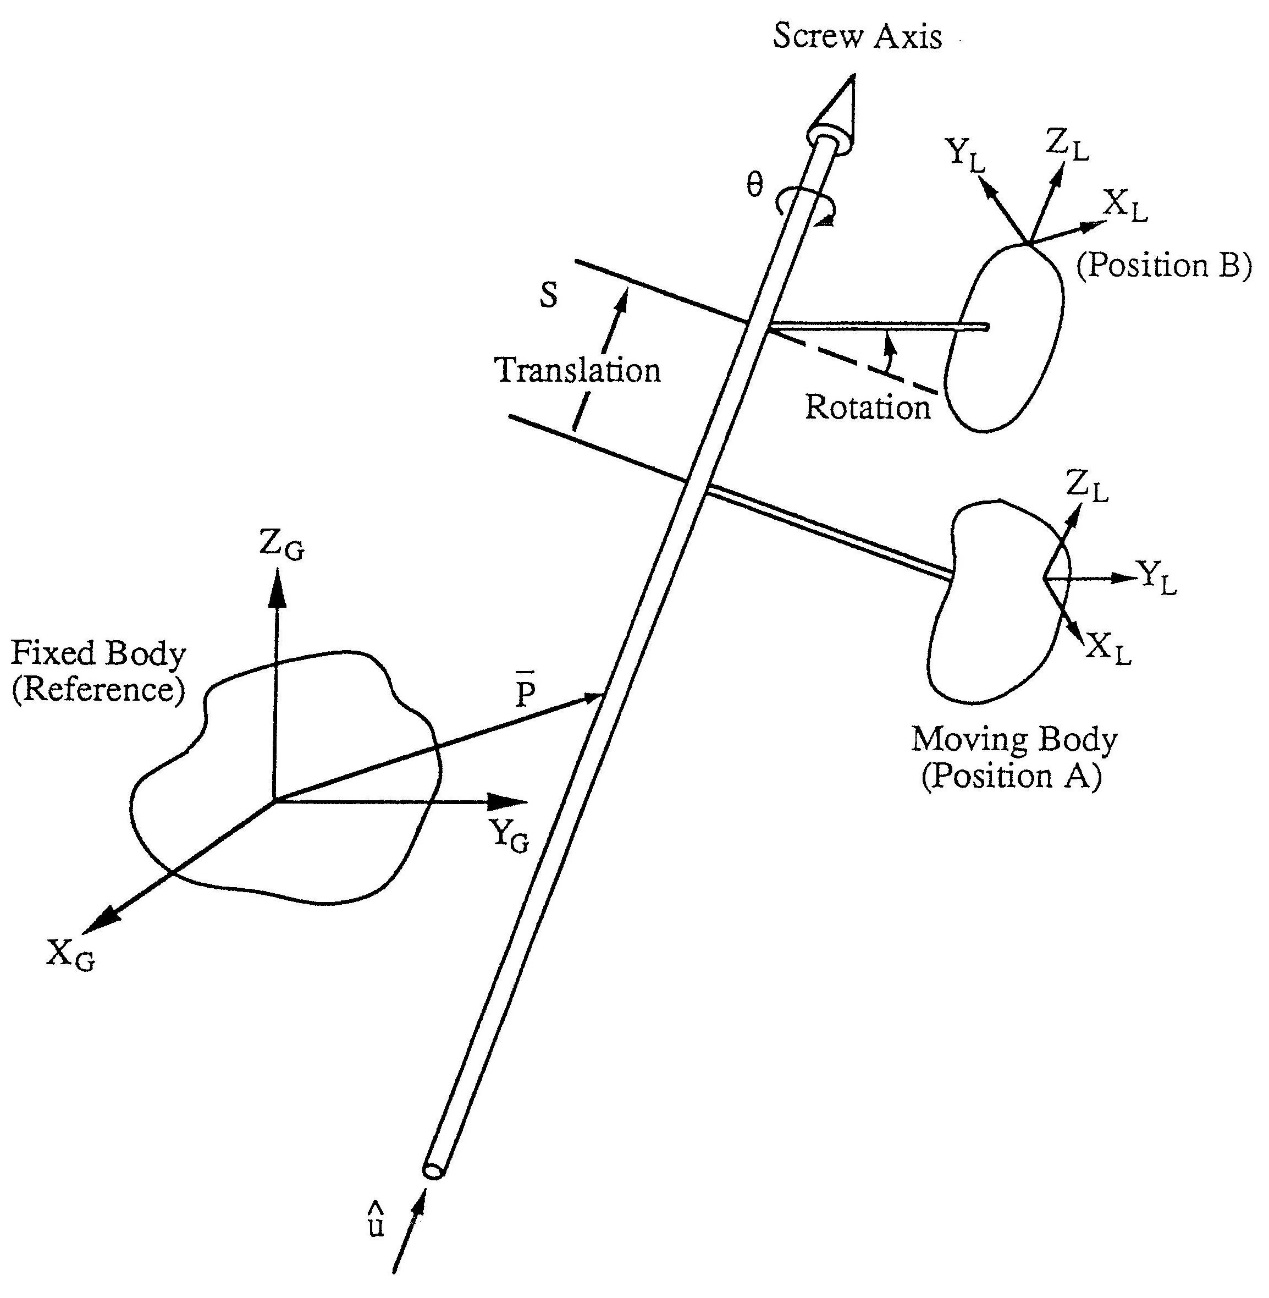 Screw Axis
θ
Y_L
Z_L
X_L
(Position B)
S
Translation
Rotation
Z_L
Y_L
X_L
Z_G
Fixed Body
(Reference)
P̅
Moving Body
(Position A)
Y_G
X_G
û